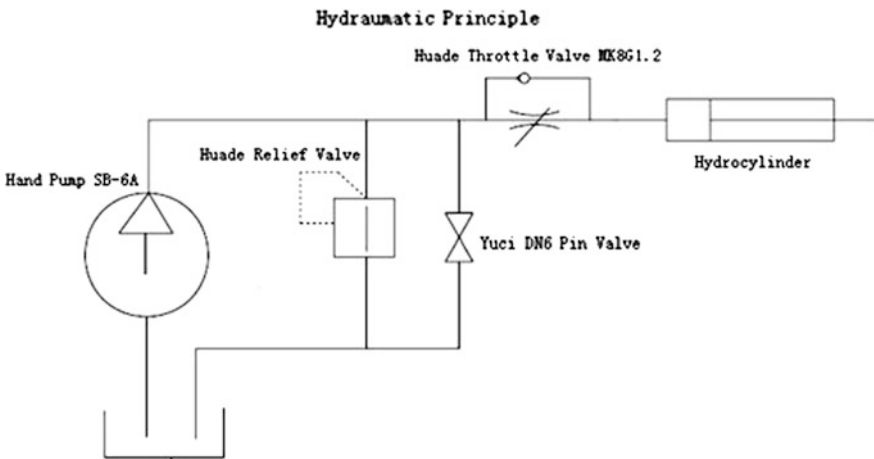 Hydraumatic Principle
Huade Throttle Valve MK8G1.2
Huade Relief Valve
Hand Pump SB-6A
Hydrocylinder
Yuci DN6 Pin Valve